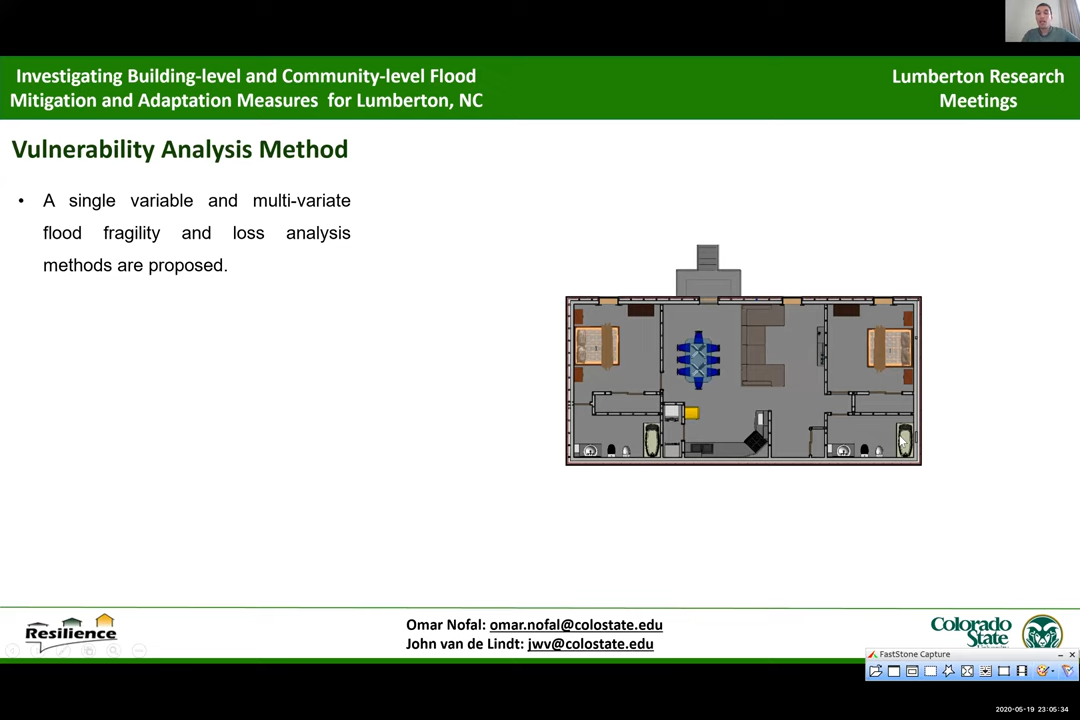 Investigating Building-level and Community-level Flood
Mitigation and Adaptation Measures for Lumberton, NC
Lumberton Research
Meetings
Vulnerability Analysis Method
• A single variable and multi-variate
flood fragility and loss analysis
methods are proposed.
Resilience
Omar Nofal: omar.nofal@colostate.edu
John van de Lindt: jwv@colostate.edu
Colorado
State
FastStone Capture
2020-05-19 23:05:34